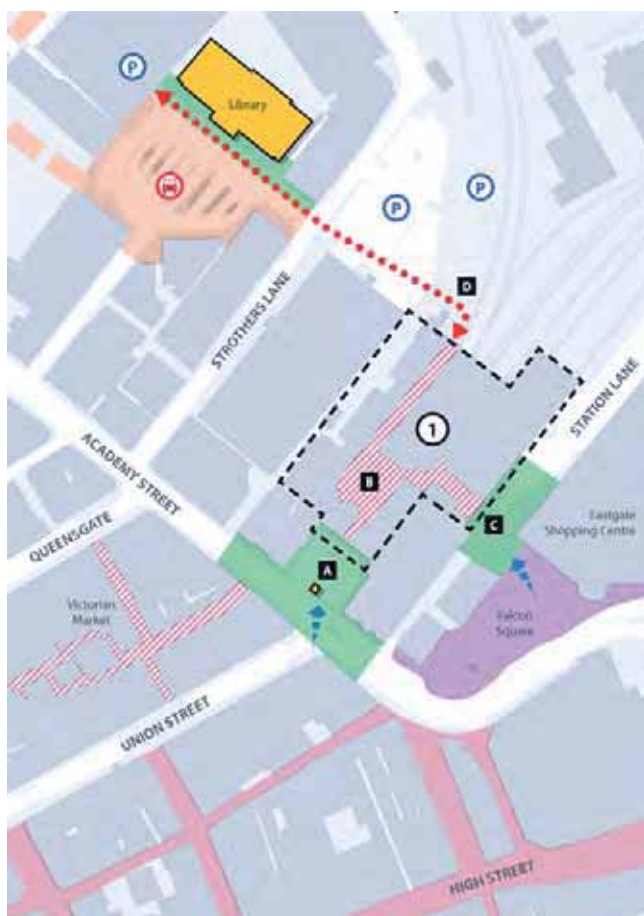 P
Library
P
P
D
STROTHERS LANE
1
STATION LANE
ACADEMY STREET
B
QUEENSGATE
C
Eastgate
Shopping Centre
A
Victorian
Market
Falcon
Square
UNION STREET
HIGH STREET